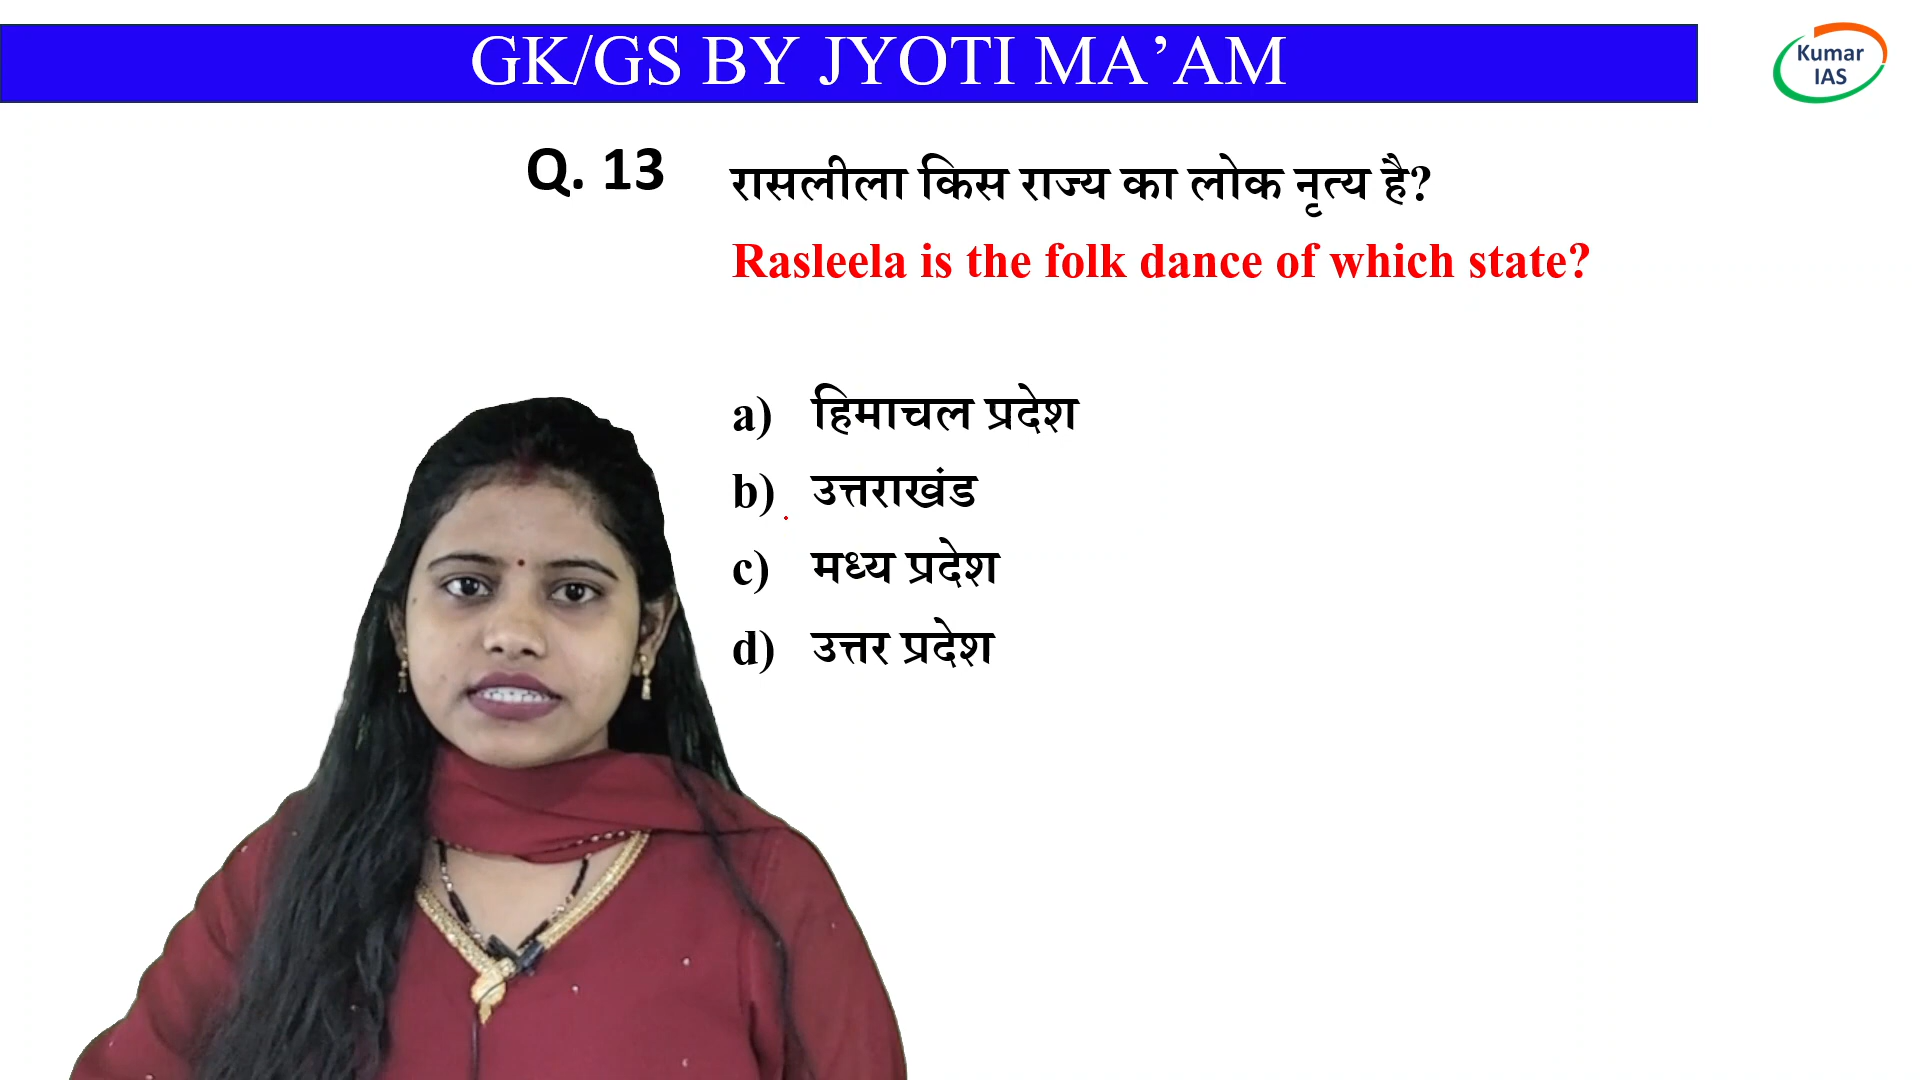 GK/GS BY JYOTI MA’AM
Kumar
IAS
Q. 13
रासलीला किस राज्य का लोक नृत्य है?
Rasleela is the folk dance of which state?
a) हिमाचल प्रदेश
b) उत्तराखंड
c) मध्य प्रदेश
d) उत्तर प्रदेश